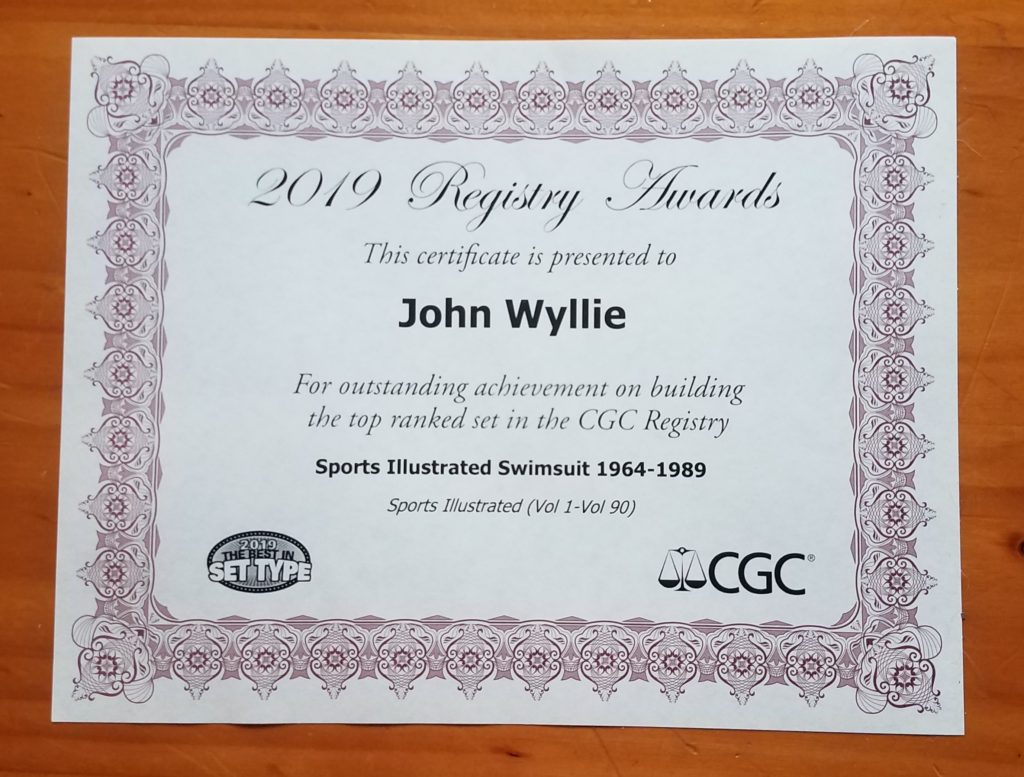 2019 Registry Awards
This certificate is presented to
John Wyllie
For outstanding achievement on building
the top ranked set in the CGC Registry
Sports Illustrated Swimsuit 1964-1989
Sports Illustrated (Vol 1-Vol 90)
2019
THE BEST IN
SET TYPE
CGC®